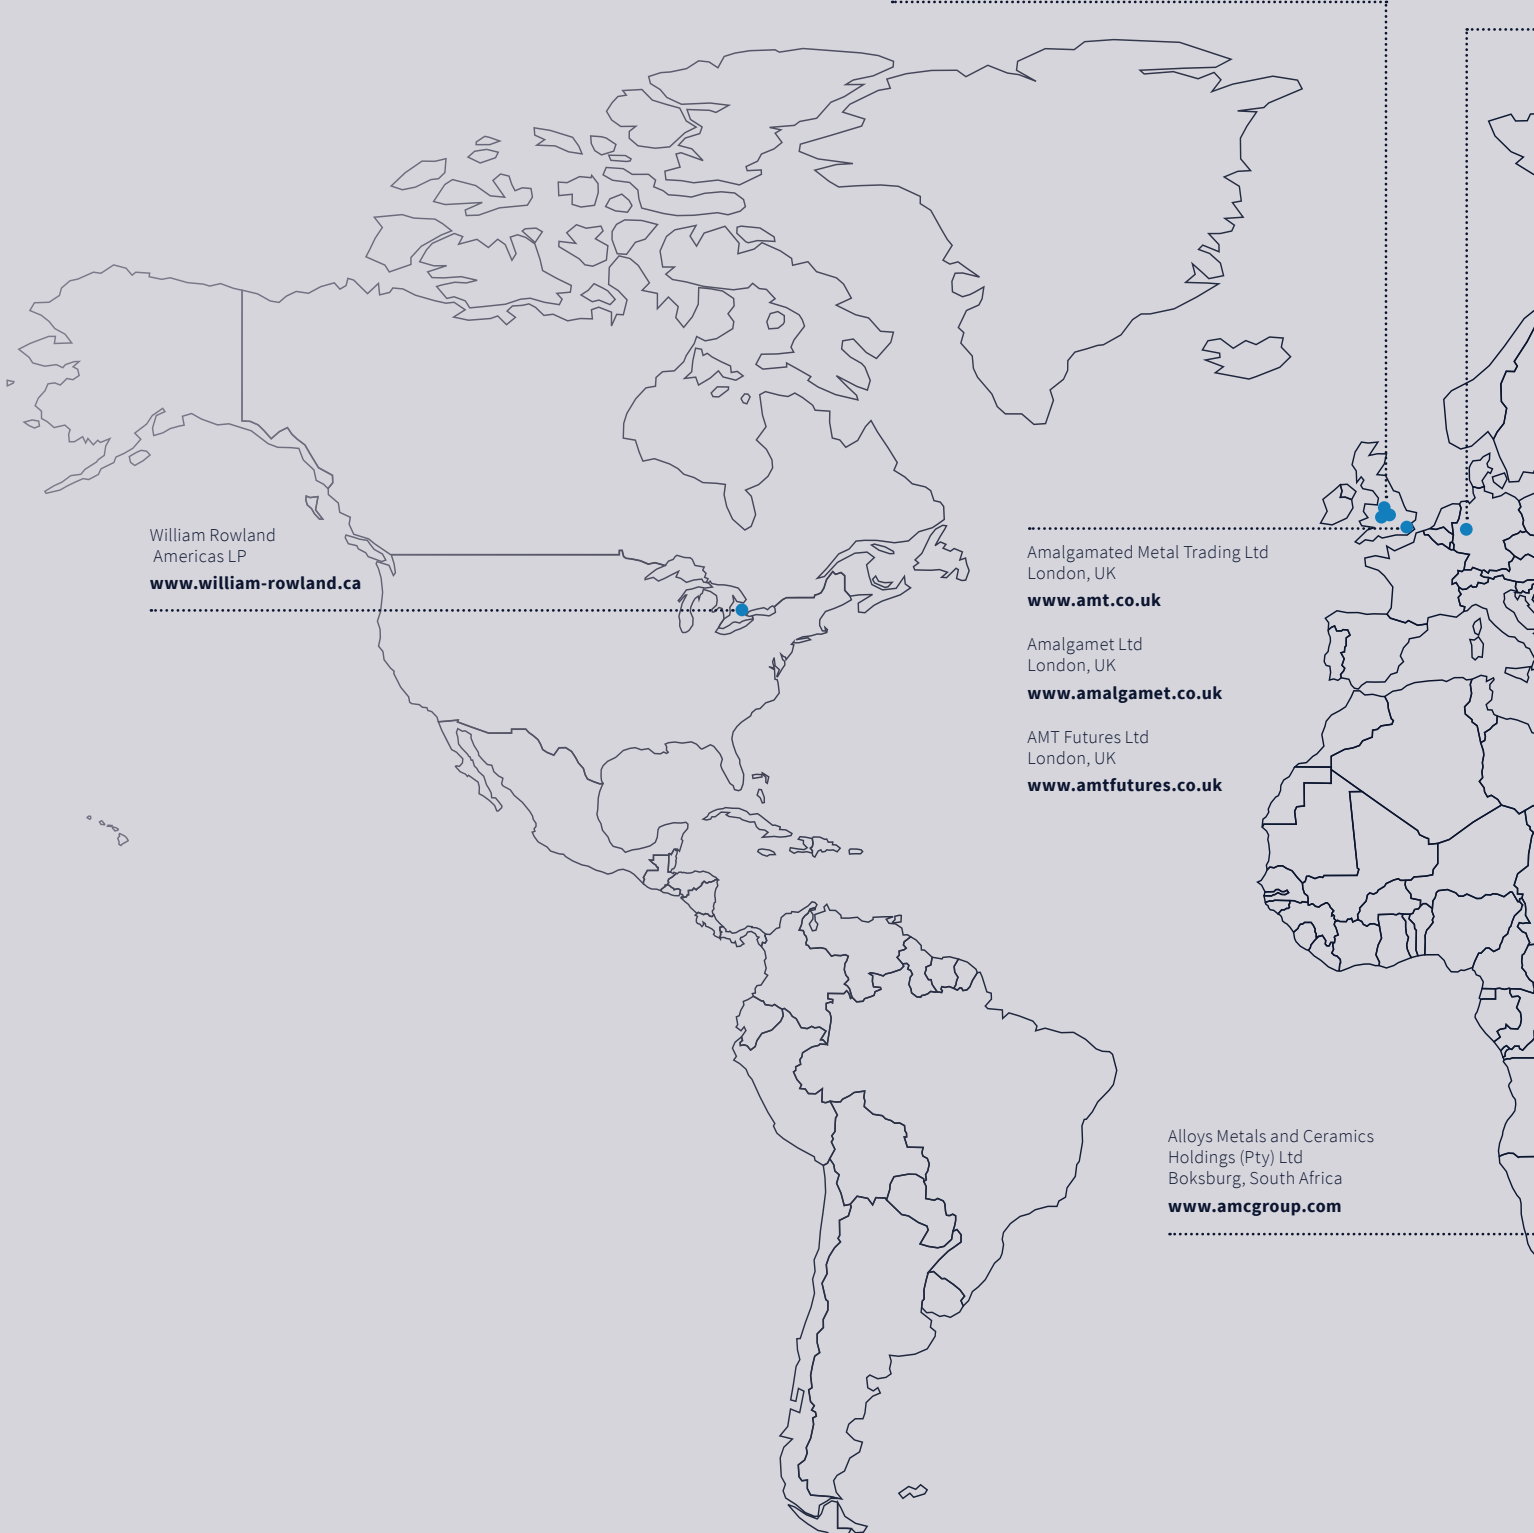 William Rowland
Americas LP
www.william-rowland.ca
Amalgamated Metal Trading Ltd
London, UK
www.amt.co.uk
Amalgamet Ltd
London, UK
www.amalgamet.co.uk
AMT Futures Ltd
London, UK
www.amtfutures.co.uk
Alloys Metals and Ceramics
Holdings (Pty) Ltd
Boksburg, South Africa
www.amcgroup.com